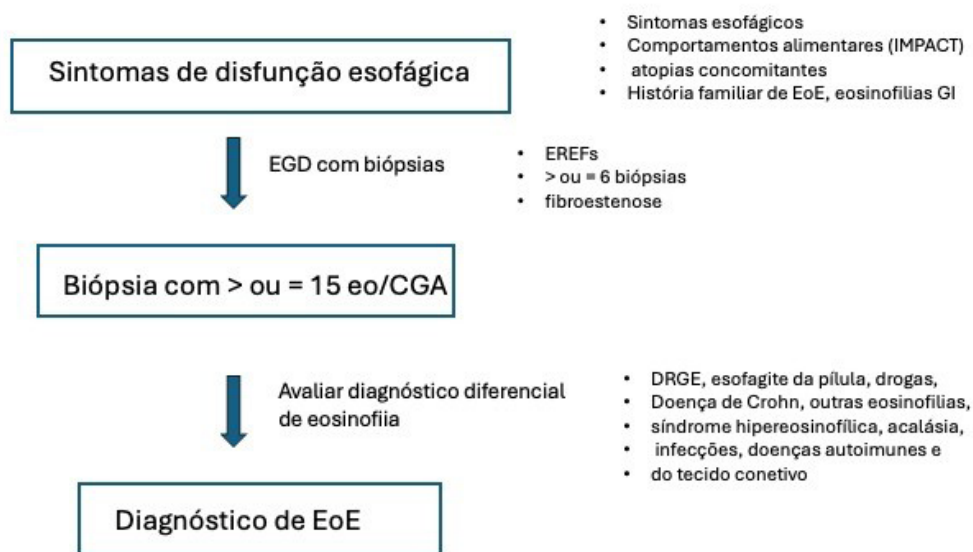 Sintomas de disfunção esofágica
• Sintomas esofágicos
• Comportamentos alimentares (IMPACT)
• atopias concomitantes
• História familiar de EoE, eosinofilias GI
EGD com biópsias
• EREFs
• > ou = 6 biópsias
• fibroestenose
Biópsia com > ou = 15 eo/CGA
Avaliar diagnóstico diferencial
de eosinofiia
• DRGE, esofagite da pílula, drogas,
• Doença de Crohn, outras eosinofilias,
• síndrome hipereosinofílica, acalásia,
• infecções, doenças autoimunes e
• do tecido conetivo
Diagnóstico de EoE